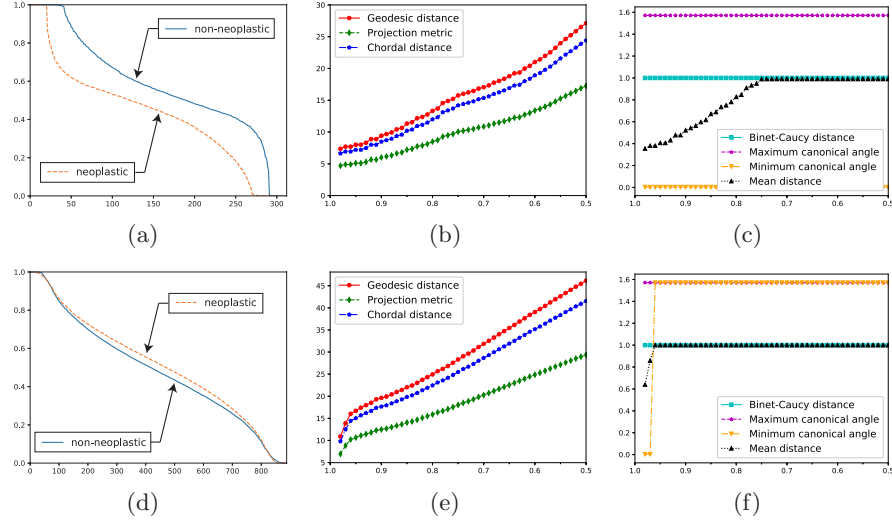 1.0
0.8
0.6
0.4
0.2
0.0
non-neoplastic
neoplastic
0 50 100 150 200 250 300
(a)
30
25
20
15
10
5
0
Geodesic distance
Projection metric
Chordal distance
1.0 0.9 0.8 0.7 0.6 0.5
(b)
1.6
1.4
1.2
1.0
0.8
0.6
0.4
0.2
0.0
Binet-Caucy distance
Maximum canonical angle
Minimum canonical angle
Mean distance
1.0 0.9 0.8 0.7 0.6 0.5
(c)
1.0
0.8
0.6
0.4
0.2
0.0
neoplastic
non-neoplastic
0 100 200 300 400 500 600 700 800
(d)
45
40
35
30
25
20
15
10
5
Geodesic distance
Projection metric
Chordal distance
1.0 0.9 0.8 0.7 0.6 0.5
(e)
1.6
1.4
1.2
1.0
0.8
0.6
0.4
0.2
0.0
Binet-Caucy distance
Maximum canonical angle
Minimum canonical angle
Mean distance
1.0 0.9 0.8 0.7 0.6 0.5
(f)